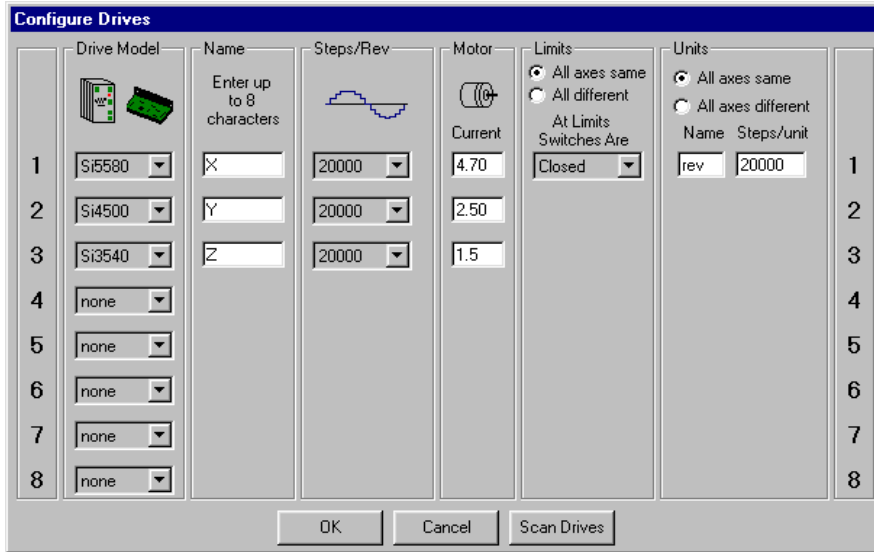 Configure Drives
Drive Model Name Steps/Rev Motor Limits Units
Enter up
to 8
characters
Current
All axes same
All different
At Limits
Switches Are
All axes same
All axes different
Name Steps/unit
1 Si5580 X 20000 4.70 Closed rev 20000 1
2 Si4500 Y 20000 2.50 2
3 Si3540 Z 20000 1.5 3
4 none 4
5 none 5
6 none 6
7 none 7
8 none 8
OK Cancel Scan Drives